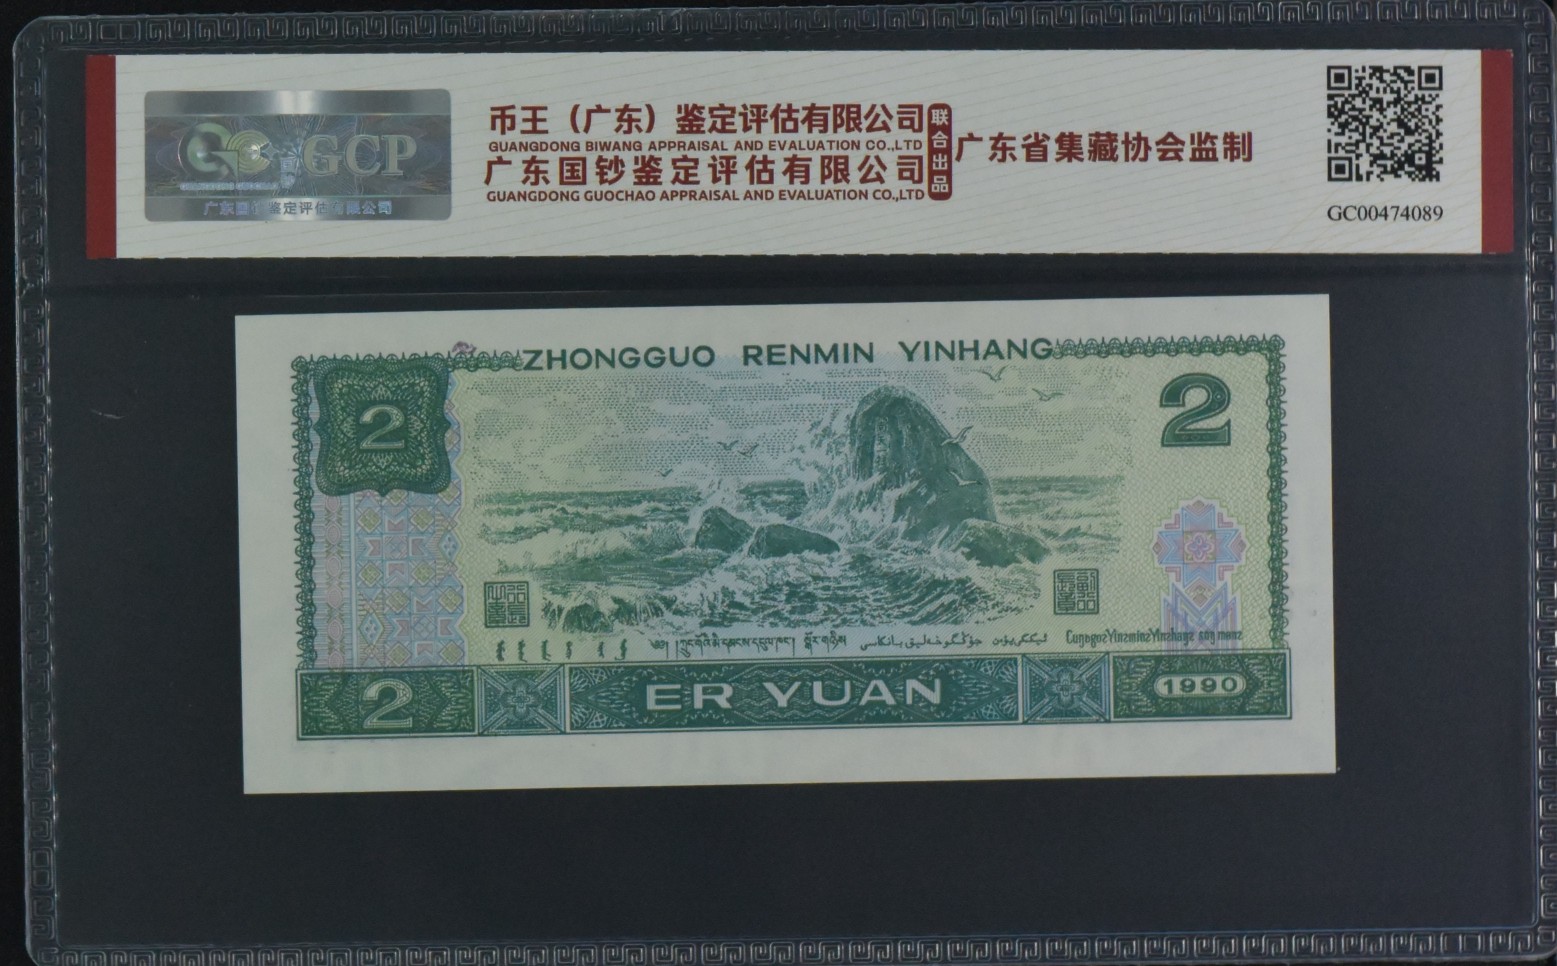 GCP
广东国钞鉴定评估有限公司
币王（广东）鉴定评估有限公司
GUANGDONG BIWANG APPRAISAL AND EVALUATION CO.,LTD
广东国钞鉴定评估有限公司
GUANGDONG GUOCHAO APPRAISAL AND EVALUATION CO.,LTD
联合出品
广东省集藏协会监制
GC00474089
ZHONGGUO RENMIN YINHANG
2
2
2
ER YUAN
1990